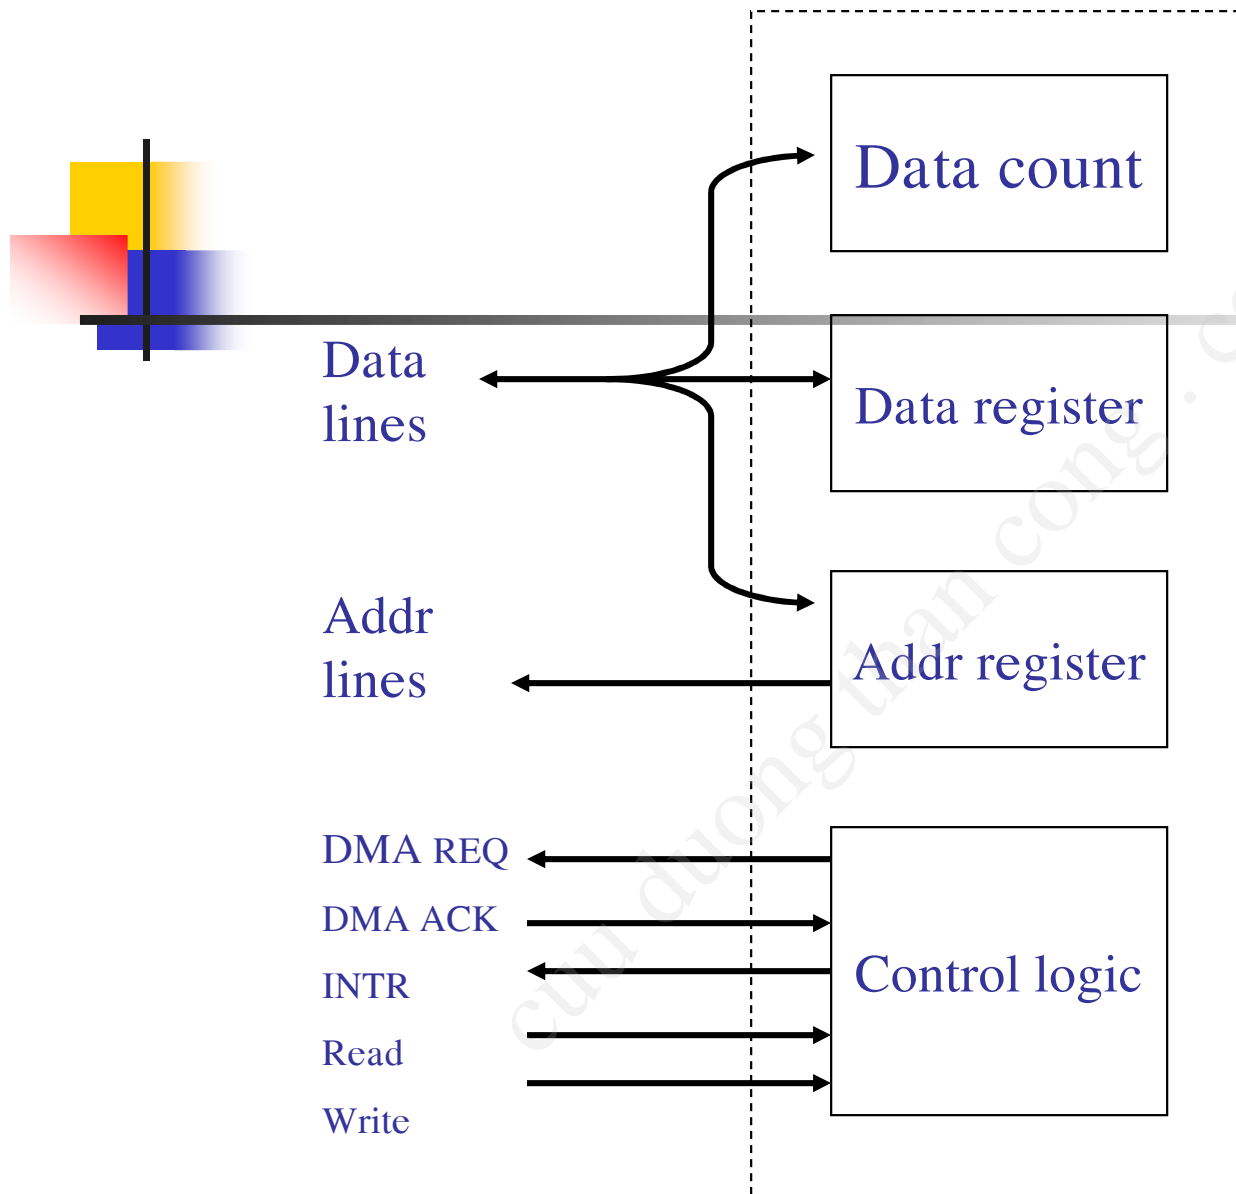 Data count
Data
lines
Data register
Addr
lines
Addr register
DMA REQ
DMA ACK
INTR
Read
Write
Control logic
cuu duong than cong . co